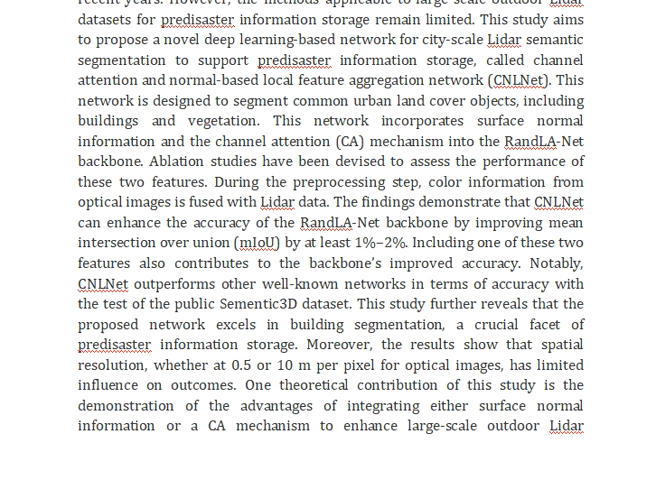 recent years. However, the methods applicable to large-scale outdoor Lidar
datasets for predisaster information storage remain limited. This study aims
to propose a novel deep learning-based network for city-scale Lidar semantic
segmentation to support predisaster information storage, called channel
attention and normal-based local feature aggregation network (CNLNet). This
network is designed to segment common urban land cover objects, including
buildings and vegetation. This network incorporates surface normal
information and the channel attention (CA) mechanism into the RandLA-Net
backbone. Ablation studies have been devised to assess the performance of
these two features. During the preprocessing step, color information from
optical images is fused with Lidar data. The findings demonstrate that CNLNet
can enhance the accuracy of the RandLA-Net backbone by improving mean
intersection over union (mIoU) by at least 1%–2%. Including one of these two
features also contributes to the backbone's improved accuracy. Notably,
CNLNet outperforms other well-known networks in terms of accuracy with
the test of the public Sementic3D dataset. This study further reveals that the
proposed network excels in building segmentation, a crucial facet of
predisaster information storage. Moreover, the results show that spatial
resolution, whether at 0.5 or 10 m per pixel for optical images, has limited
influence on outcomes. One theoretical contribution of this study is the
demonstration of the advantages of integrating either surface normal
information or a CA mechanism to enhance large-scale outdoor Lidar